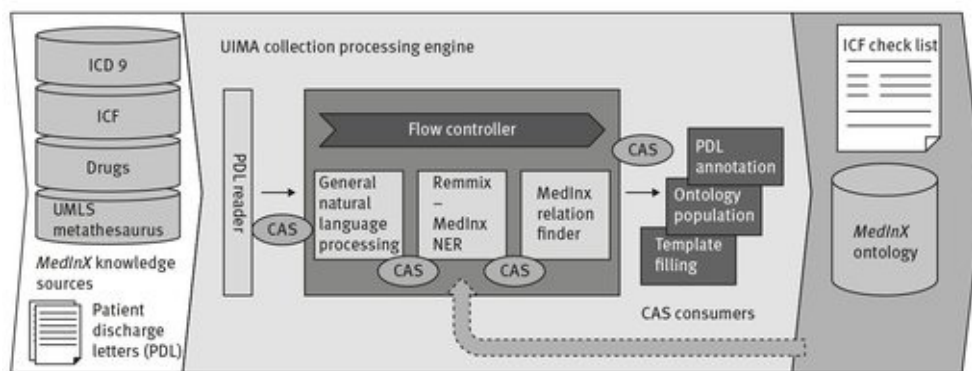 ICD 9
ICF
Drugs
UMLS
metathesaurus
MedInX knowledge
sources
Patient
discharge
letters (PDL)
UIMA collection processing engine
PDL reader
CAS
Flow controller
General
natural
language
processing
CAS
Remmix
–
MedInx
NER
CAS
MedInx
relation
finder
CAS
PDL
annotation
Ontology
population
Template
filling
CAS consumers
ICF check list
MedInX
ontology